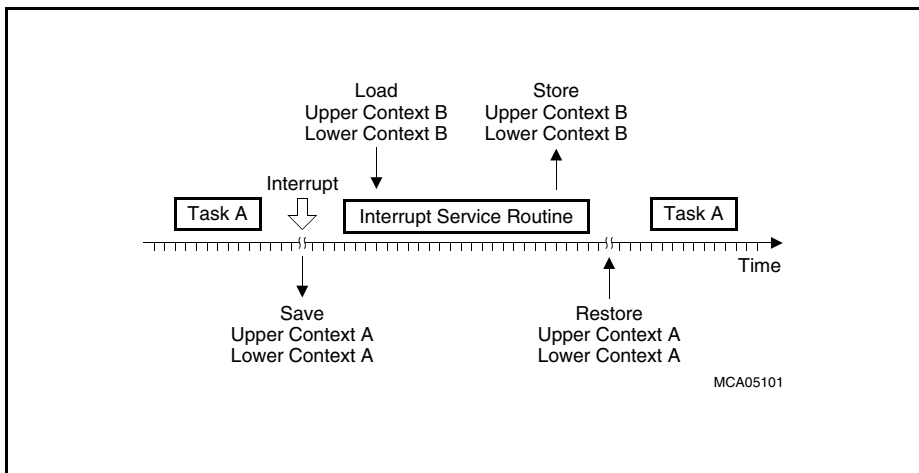 Load
Upper Context B
Lower Context B
Store
Upper Context B
Lower Context B
Interrupt
Task A
Interrupt Service Routine
Task A
Time
Save
Upper Context A
Lower Context A
Restore
Upper Context A
Lower Context A
MCA05101